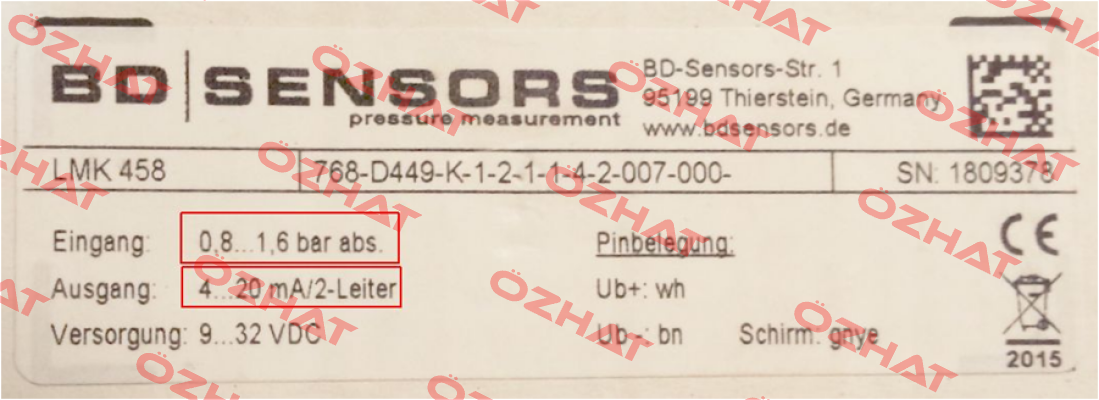 BD SENSORS
pressure measurement
BD-Sensors-Str. 1
95199 Thierstein, Germany
www.bdsensors.de
LMK 458 768-D449-K-1-2-1-1-4-2-007-000- SN: 1809378
Eingang: 0,8...1,6 bar abs.
Ausgang: 4...20 mA/2-Leiter
Versorgung: 9...32 VDC
Pinbelegung:
Ub+: wh
Ub-: bn Schirm: gnye
CE
2015
ÖZHAT